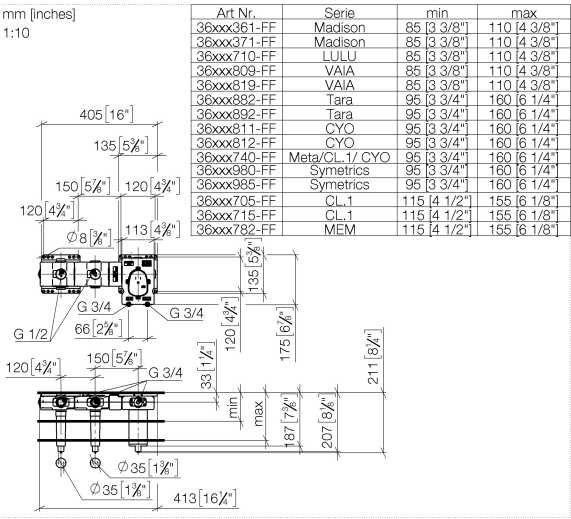 mm [inches]
1:10
Art Nr. Serie min max
36xxx361-FF Madison 85 [3 3/8"] 110 [4 3/8"]
36xxx371-FF Madison 85 [3 3/8"] 110 [4 3/8"]
36xxx710-FF LULU 85 [3 3/8"] 110 [4 3/8"]
36xxx809-FF VAIA 85 [3 3/8"] 110 [4 3/8"]
36xxx819-FF VAIA 85 [3 3/8"] 110 [4 3/8"]
36xxx882-FF Tara 95 [3 3/4"] 160 [6 1/4"]
36xxx892-FF Tara 95 [3 3/4"] 160 [6 1/4"]
36xxx811-FF CYO 95 [3 3/4"] 160 [6 1/4"]
36xxx812-FF CYO 95 [3 3/4"] 160 [6 1/4"]
36xxx740-FF Meta/CL.1/ CYO 95 [3 3/4"] 160 [6 1/4"]
36xxx980-FF Symetrics 95 [3 3/4"] 160 [6 1/4"]
36xxx985-FF Symetrics 95 [3 3/4"] 160 [6 1/4"]
36xxx705-FF CL.1 115 [4 1/2"] 155 [6 1/8"]
36xxx715-FF CL.1 115 [4 1/2"] 155 [6 1/8"]
36xxx782-FF MEM 115 [4 1/2"] 155 [6 1/8"]
405 [16"]
135 [5⅜"]
150 [5⅞"] 120 [4¾"]
120 [4¾"]
Ø8 [⅜"] 113 [4⅜"]
135 [5⅜"]
120 [4¾"]
175 [6⅞"]
G 3/4
G 3/4
G 1/2
66 [2⅝"]
150 [5⅞"]
120 [4¾"]
G 3/4
33 [1¼"]
211 [8¼"]
min
max
187 [7⅜"]
207 [8⅛"]
Ø35 [1⅜"]
Ø35 [1⅜"]
413 [16¼"]